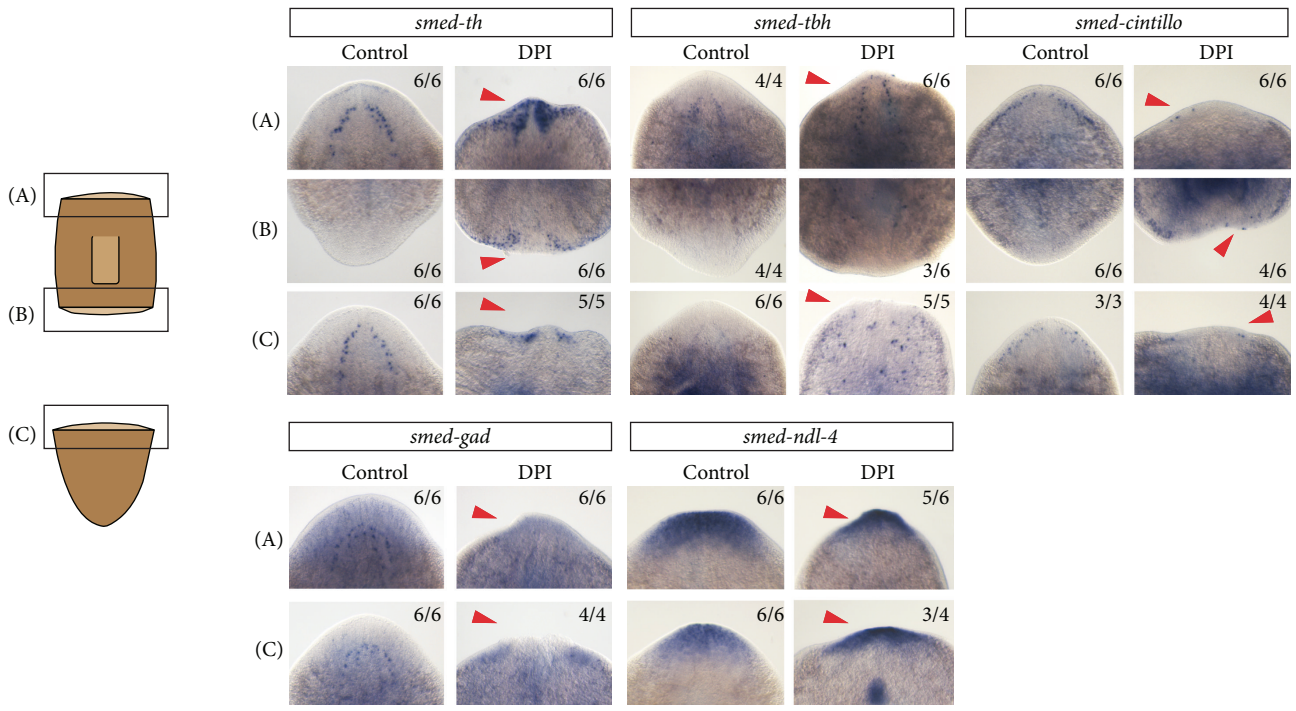 smed-th smed-tbh smed-cintillo
Control DPI Control DPI Control DPI
(A) 6/6 6/6 4/4 6/6 6/6 6/6
(B) 6/6 6/6 4/4 3/6 6/6 4/6
(C) 6/6 5/5 6/6 5/5 3/3 4/4
(A)
(B)
(C)
smed-gad smed-ndl-4
Control DPI Control DPI
(A) 6/6 6/6 6/6 5/6
(C) 6/6 4/4 6/6 3/4